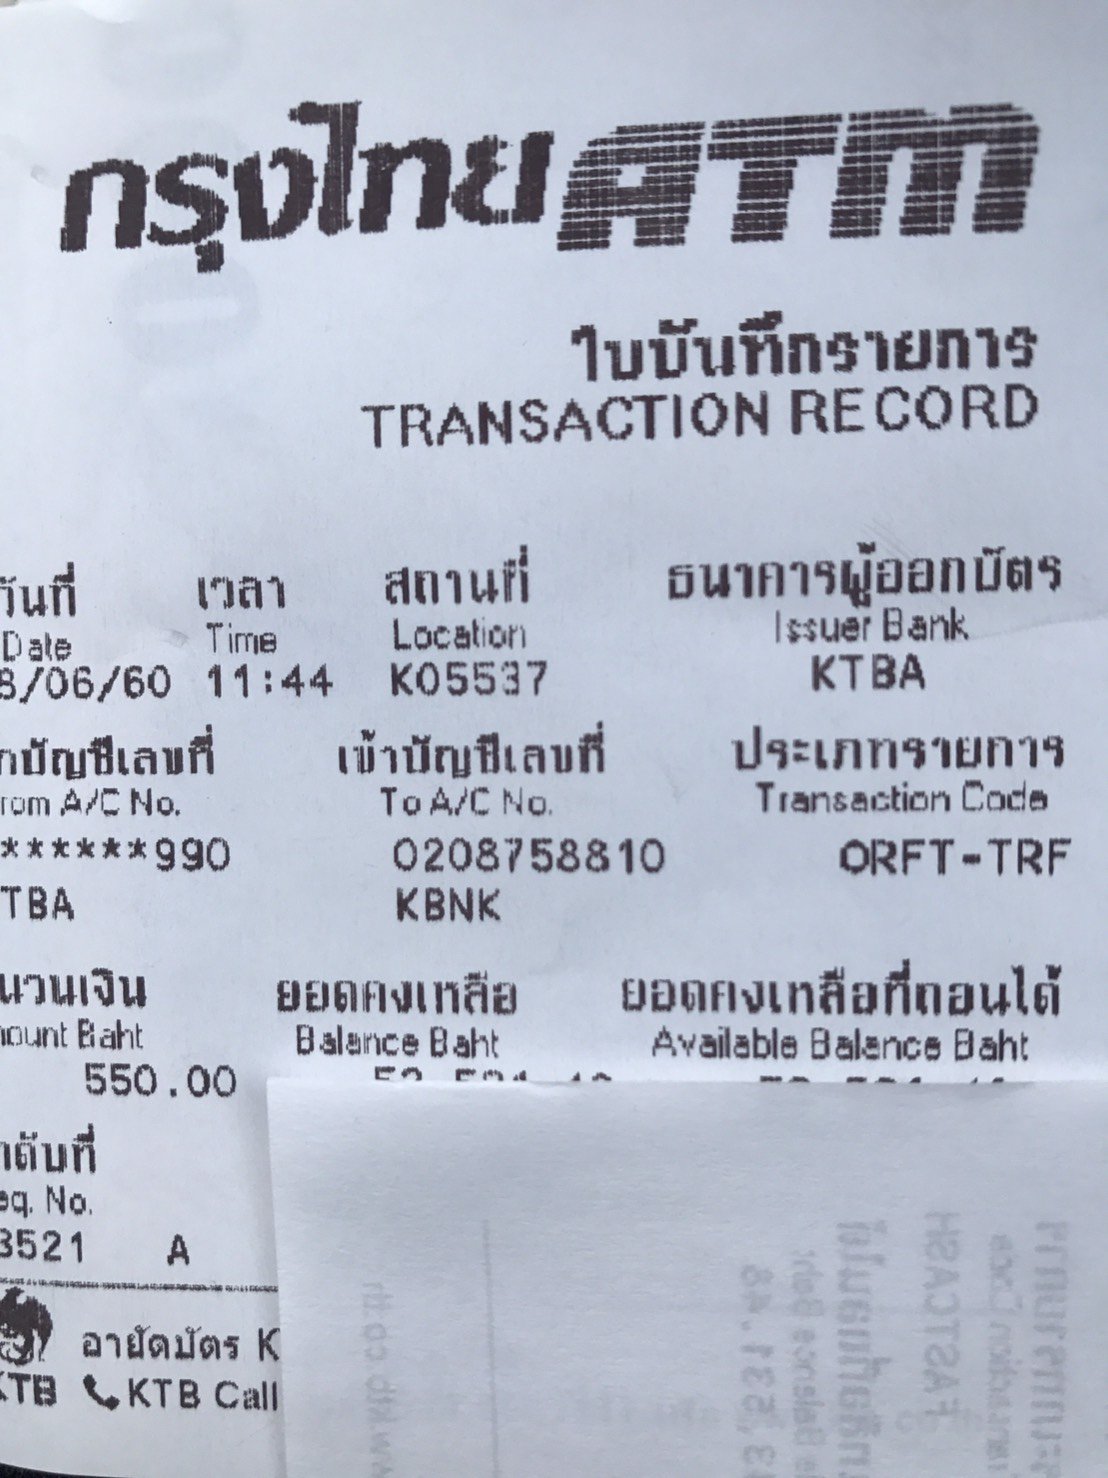 กรุงไทย ATM
ใบบันทึกรายการ
TRANSACTION RECORD
วันที่ เวลา สถานที่ ธนาคารผู้ออกบัตร
Date Time Location Issuer Bank
8/06/60 11:44 K05537 KTBA
กบัญชีเลขที่ เข้าบัญชีเลขที่ ประเภทรายการ
rom A/C No. To A/C No. Transaction Code
******990 0208758810 ORFT-TRF
TBA KBNK
นวนเงิน ยอดคงเหลือ ยอดคงเหลือที่ถอนได้
mount Baht Balance Baht Available Balance Baht
550.00
าดับที่
eq. No.
3521 A
อายัดบัตร K
KTB KTB Call